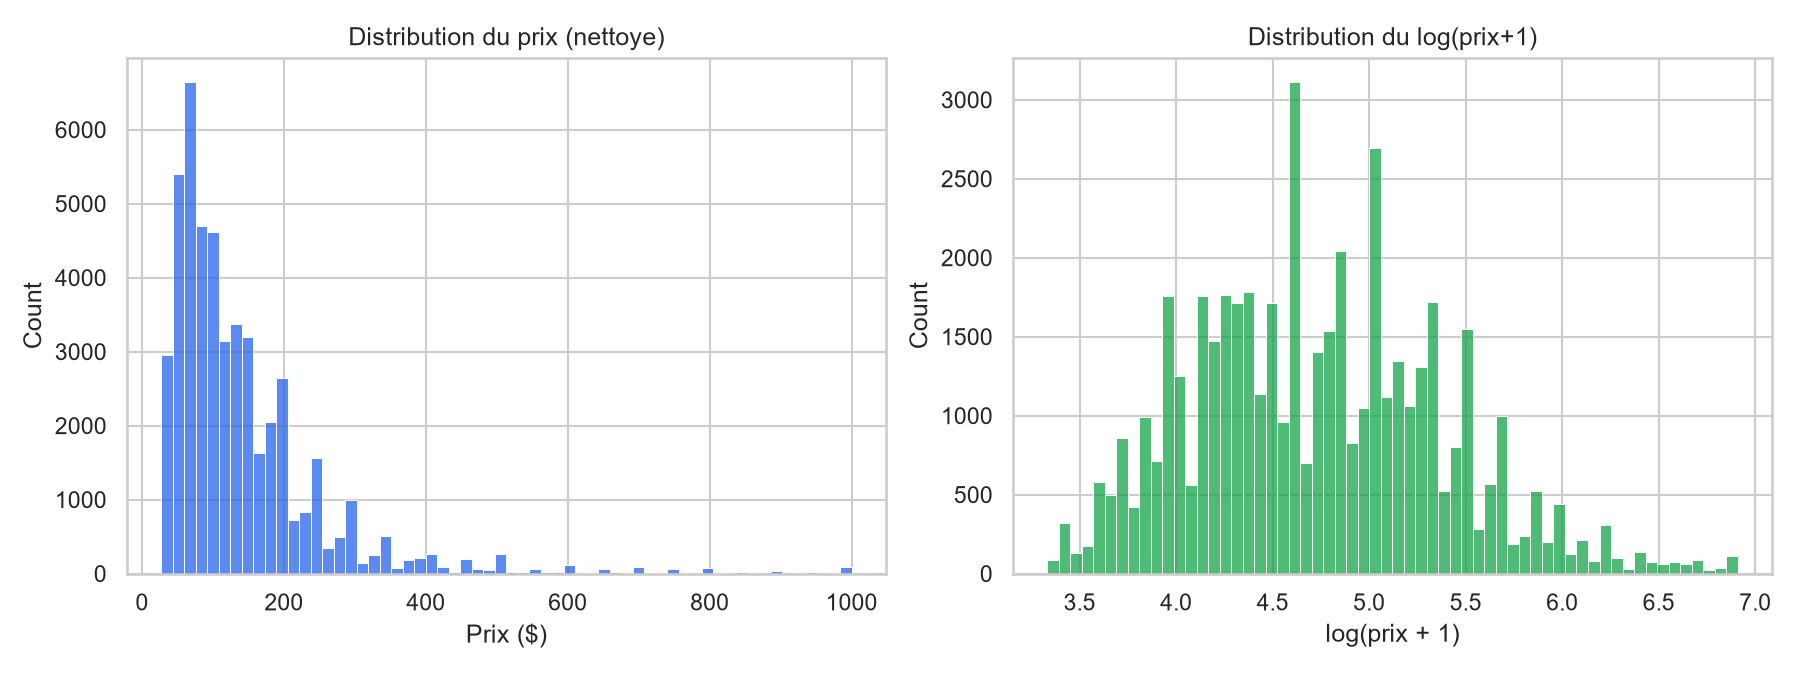 Distribution du prix (nettoye)
6000
5000
4000
3000
2000
1000
0
Count
0 200 400 600 800 1000
Prix ($)
Distribution du log(prix+1)
3000
2500
2000
1500
1000
500
0
Count
3.5 4.0 4.5 5.0 5.5 6.0 6.5 7.0
log(prix + 1)